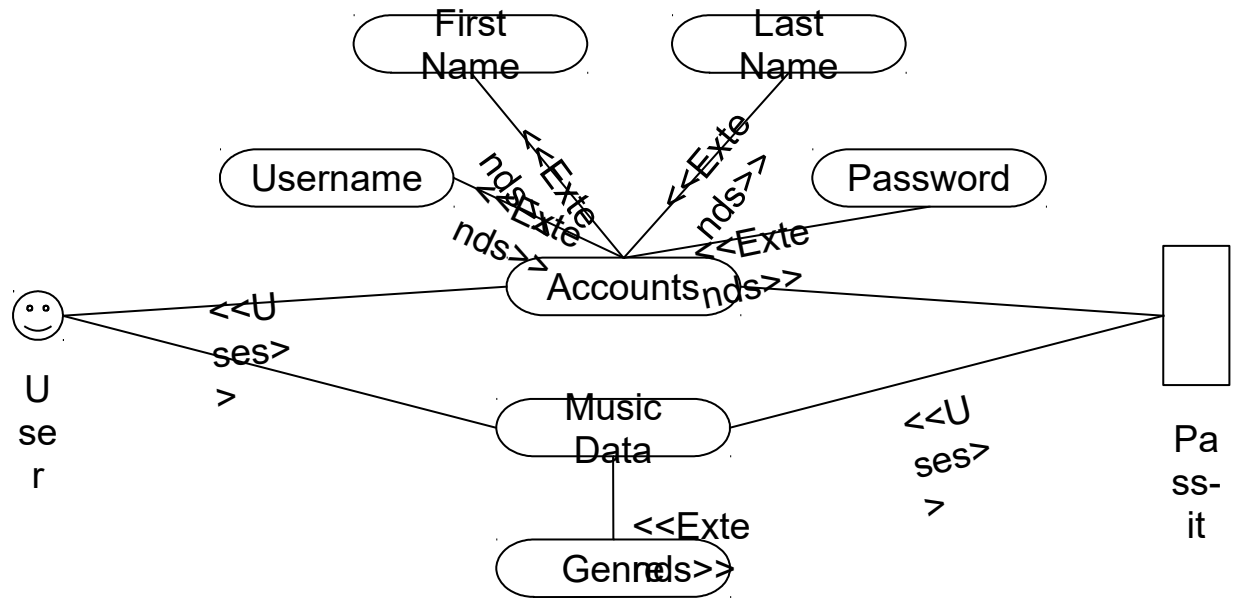 First
Name
Last
Name
<<Exte
nds>>
<<Exte
nds>>
Username
Password
<<Exte
nds>>
<<Exte
nds>>
Accounts
<<U
ses>
>
U
se
r
Music
Data
<<U
ses>
>
Pa
ss-
it
<<Exte
nds>>
Genre